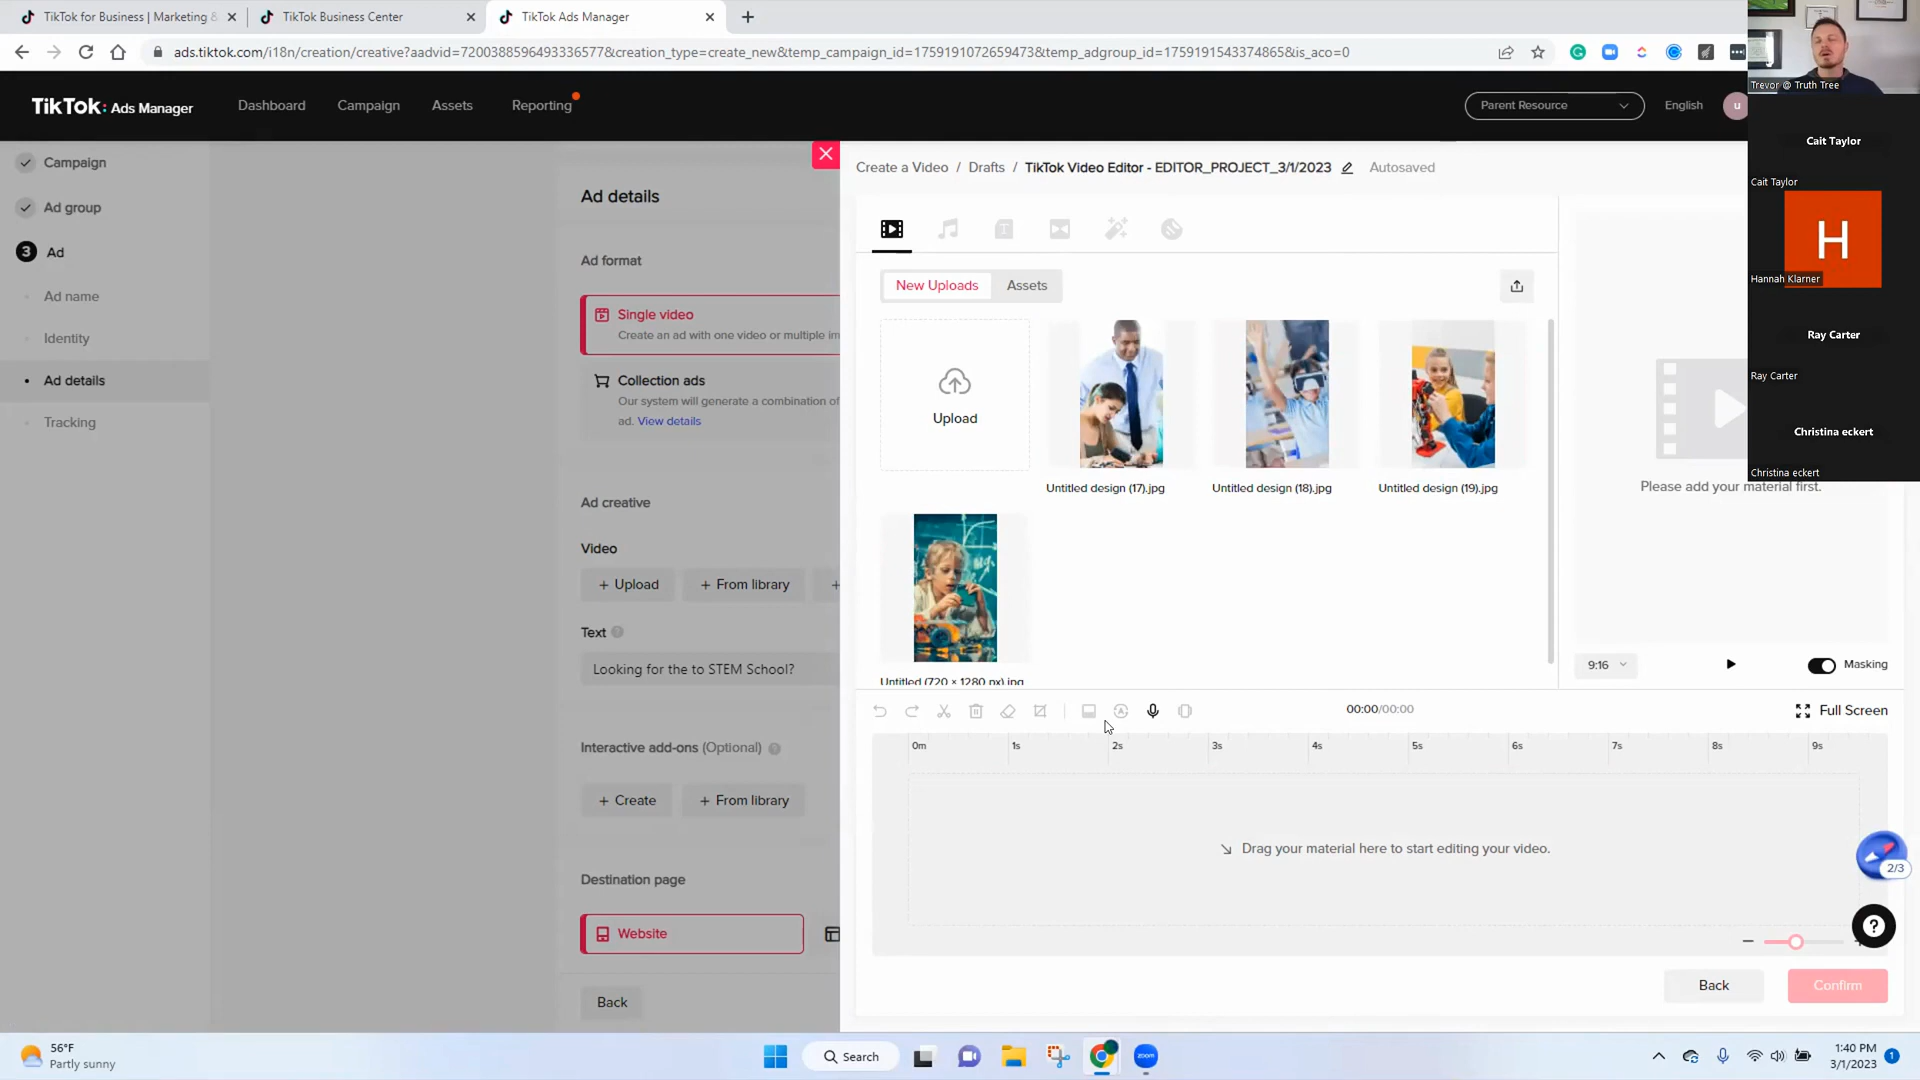 TikTok for Business | Marketing &
TikTok Business Center
TikTok Ads Manager
ads.tiktok.com/i18n/creation/creative?aadvid=7200388596493336577&creation_type=create_new&temp_campaign_id=1759191072659473&temp_adgroup_id=1759191543374865&is_aco=0
TikTok: Ads Manager
Dashboard
Campaign
Assets
Reporting
Parent Resource
English
u
Trevor @ Truth Tree
Cait Taylor
Cait Taylor
H
Hannah Klarner
Ray Carter
Ray Carter
Christina eckert
Christina eckert
Campaign
Ad group
3 Ad
Ad name
Identity
Ad details
Tracking
Ad details
Ad format
Single video
Create an ad with one video or multiple im
Collection ads
Our system will generate a combination of
ad. View details
Ad creative
Video
+ Upload
+ From library
+
Text ?
Looking for the to STEM School?
Interactive add-ons (Optional) ?
+ Create
+ From library
Destination page
Website
Back
Create a Video / Drafts / TikTok Video Editor - EDITOR_PROJECT_3/1/2023
Autosaved
New Uploads
Assets
Upload
Untitled design (17).jpg
Untitled design (18).jpg
Untitled design (19).jpg
Untitled (720 × 1280 px).jpg
Please add your material first.
9:16
Masking
00:00/00:00
Full Screen
0m 1s 2s 3s 4s 5s 6s 7s 8s 9s
Drag your material here to start editing your video.
2/3
?
Back
Confirm
56°F
Partly sunny
Search
zoom
1:40 PM
3/1/2023
1